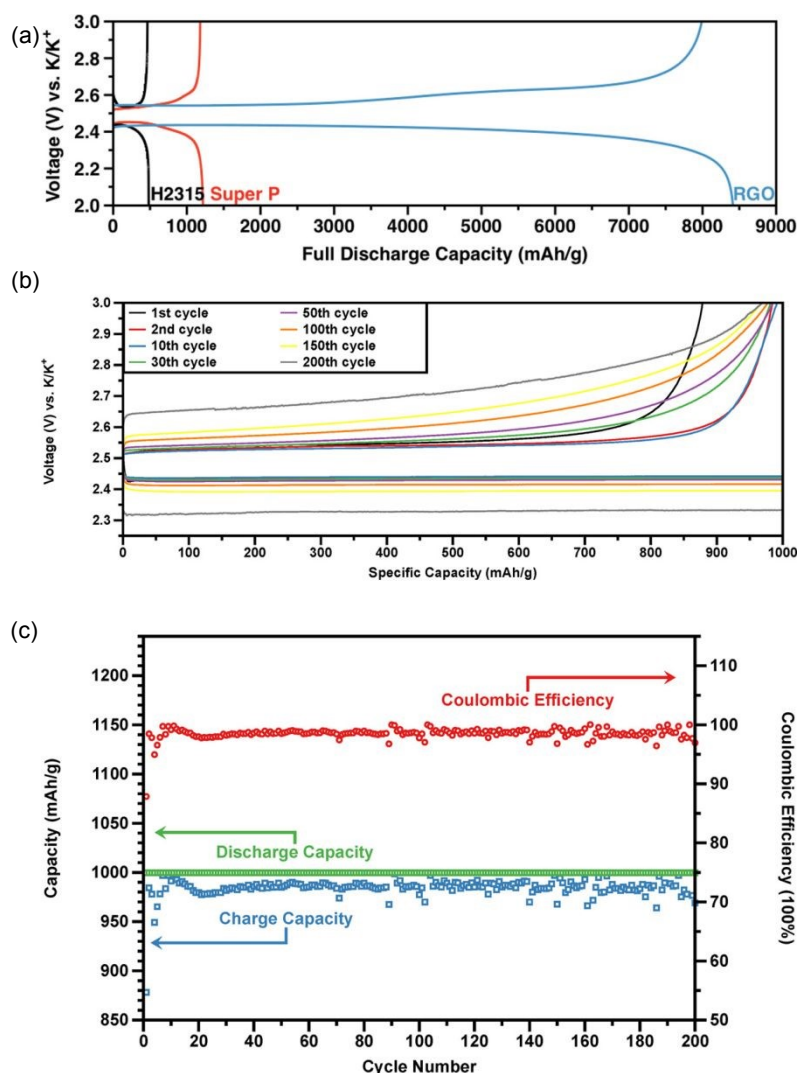 (a)
3.0
2.8
2.6
2.4
2.2
2.0
Voltage (V) vs. K/K⁺
H2315 Super P RGO
0 1000 2000 3000 4000 5000 6000 7000 8000 9000
Full Discharge Capacity (mAh/g)
(b)
3.0
2.9
2.8
2.7
2.6
2.5
2.4
2.3
Voltage (V) vs. K/K⁺
1st cycle 50th cycle
2nd cycle 100th cycle
10th cycle 150th cycle
30th cycle 200th cycle
0 100 200 300 400 500 600 700 800 900 1000
Specific Capacity (mAh/g)
(c)
1200
1150
1100
1050
1000
950
900
850
Capacity (mAh/g)
Coulombic Efficiency
Discharge Capacity
Charge Capacity
110
100
90
80
70
60
50
Coulombic Efficiency
(100%)
0 20 40 60 80 100 120 140 160 180 200
Cycle Number